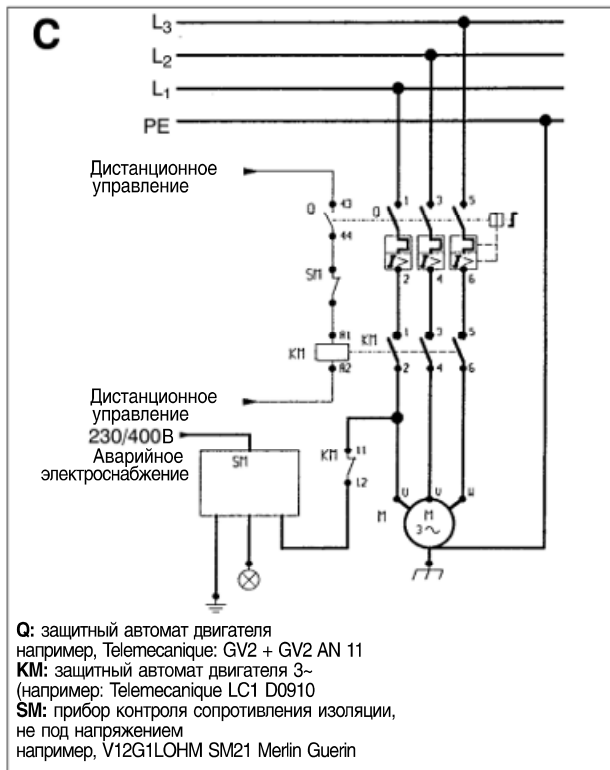 C
L3
L2
L1
PE
Дистанционное
управление
43
Q
44
Q
1
3
5
2
4
6
SM
A1
KM
A2
KM
1
3
5
2
4
6
Дистанционное
управление
230/400В
Аварийное
электроснабжение
SM
KM
11
12
U
V
W
M
M
3~
Q: защитный автомат двигателя
например, Telemecanique: GV2 + GV2 AN 11
KM: защитный автомат двигателя 3~
(например: Telemecanique LC1 D0910
SM: прибор контроля сопротивления изоляции,
не под напряжением
например, V12G1LOHM SM21 Merlin Guerin